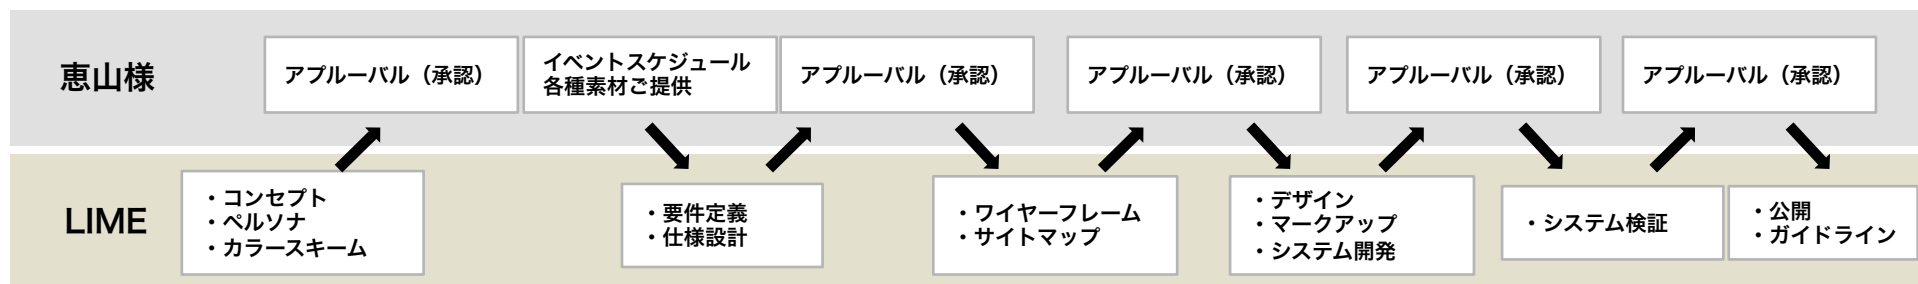 恵山様
アプルーバル（承認）
イベントスケジュール
各種素材ご提供
アプルーバル（承認）
アプルーバル（承認）
アプルーバル（承認）
アプルーバル（承認）
LIME
・コンセプト
・ペルソナ
・カラースキーム
・要件定義
・仕様設計
・ワイヤーフレーム
・サイトマップ
・デザイン
・マークアップ
・システム開発
・システム検証
・公開
・ガイドライン